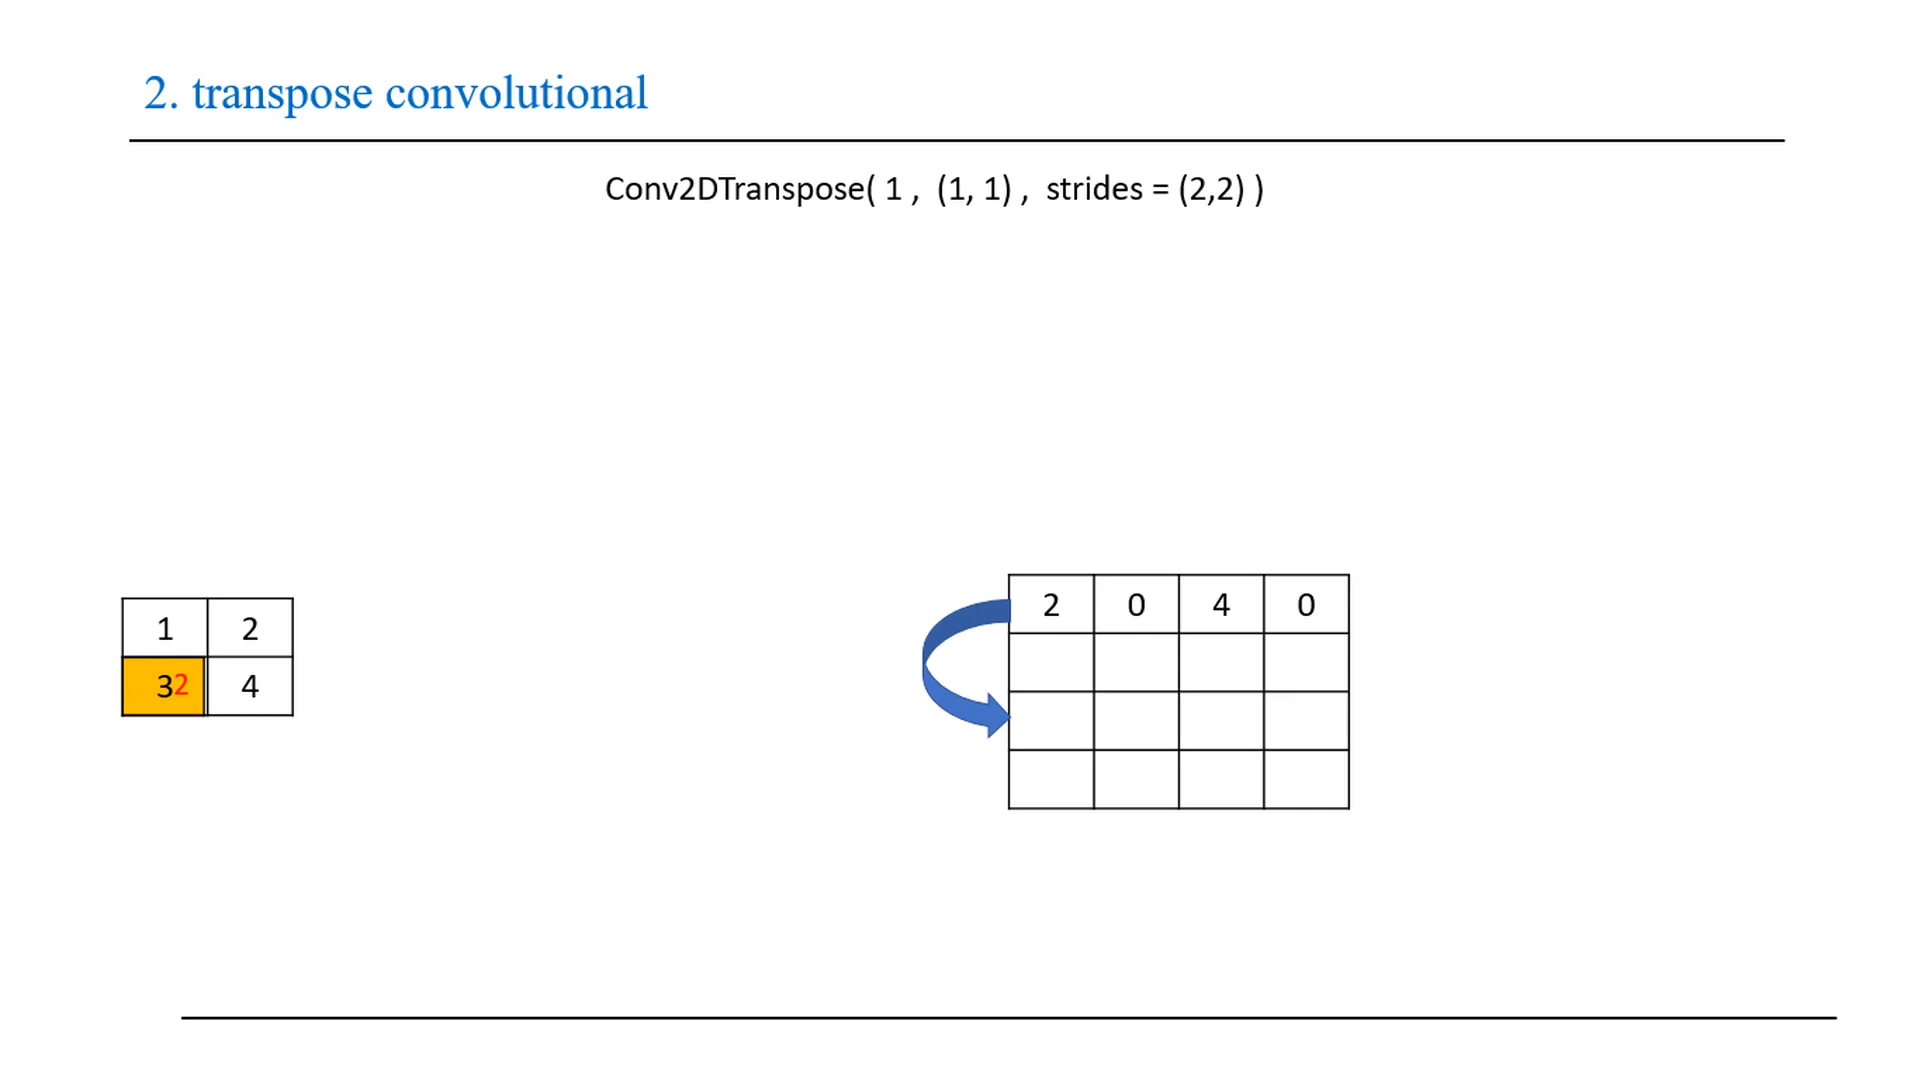 2. transpose convolutional
Conv2DTranspose( 1 , (1, 1) , strides = (2,2) )
1 2
32 4
2 0 4 0